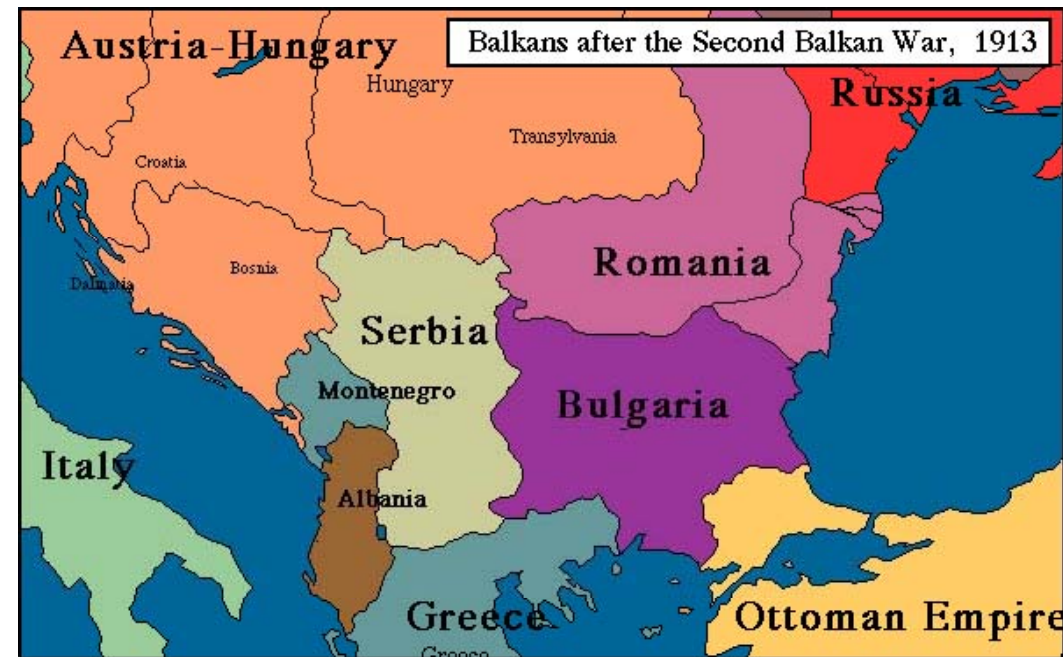 Balkans after the Second Balkan War, 1913
Austria-Hungary
Hungary
Russia
Transylvania
Croatia
Romania
Bosnia
Dalmatia
Serbia
Montenegro
Bulgaria
Italy
Albania
Greece
Ottoman Empire
Greece